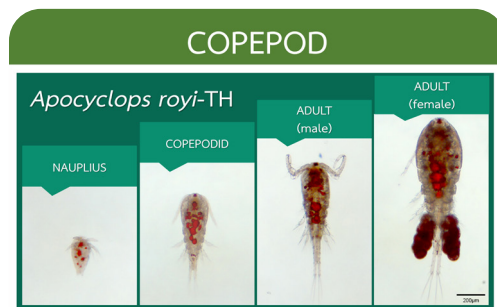 COPEPOD
Apocyclops royi-TH
NAUPLIUS
COPEPODID
ADULT
(male)
ADULT
(female)
200µm